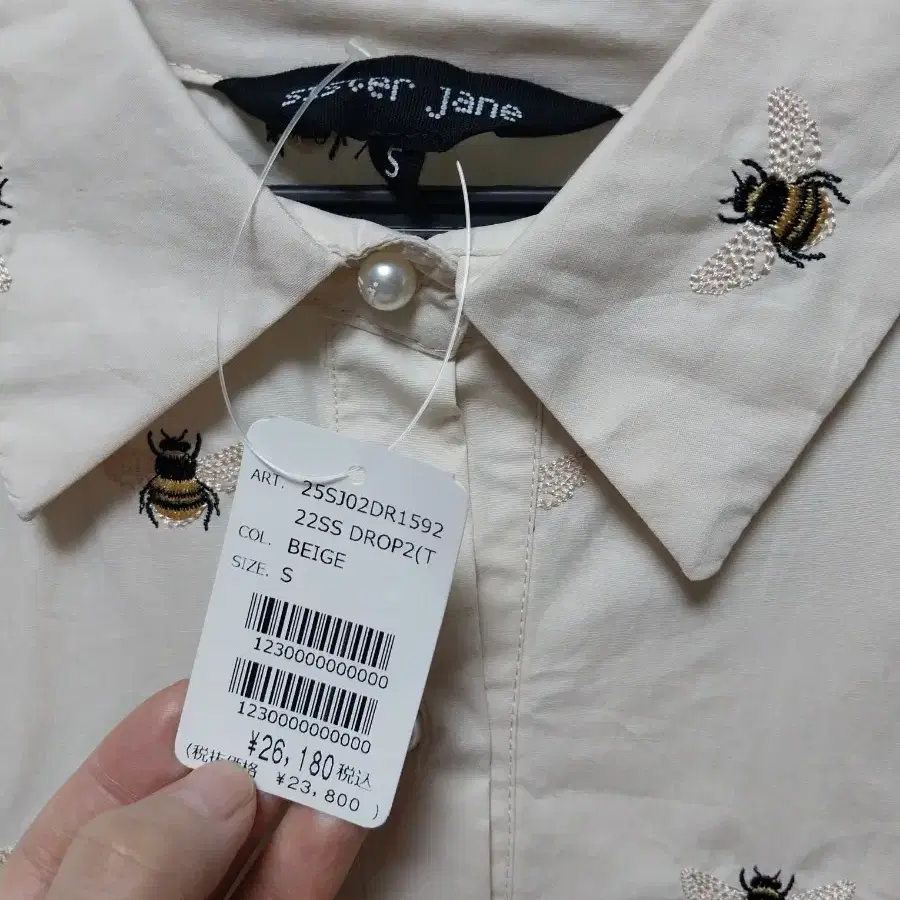 sister jane
S
ART. 25SJ02DR1592
22SS DROP2(T
COL. BEIGE
SIZE. S
1230000000000
1230000000000
¥26,180税込
(税抜価格 ¥23,800 )